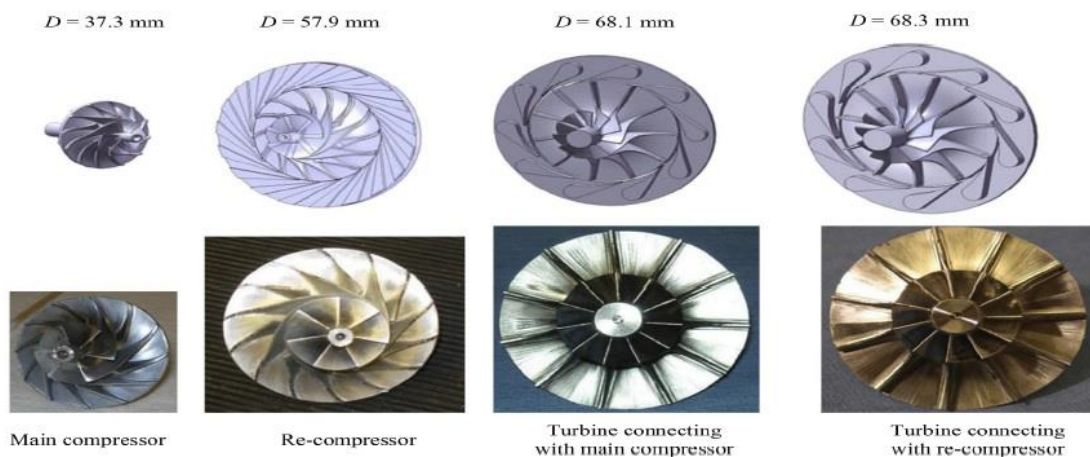 D = 37.3 mm
D = 57.9 mm
D = 68.1 mm
D = 68.3 mm
Main compressor
Re-compressor
Turbine connecting
with main compressor
Turbine connecting
with re-compressor